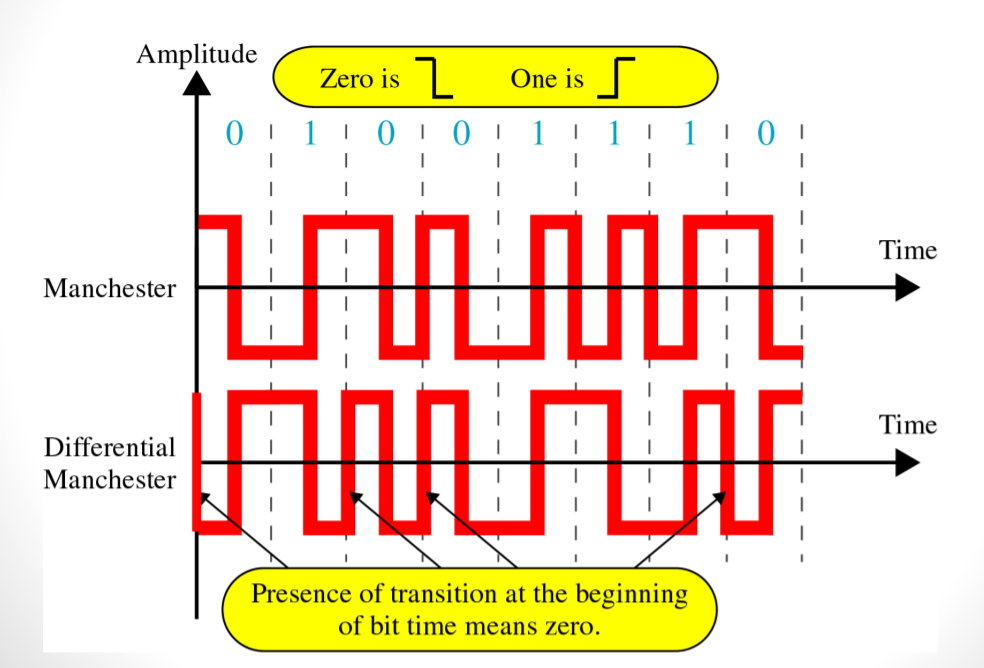 Amplitude
Zero is One is
0 1 0 0 1 1 1 0
Time
Manchester
Time
Differential
Manchester
Presence of transition at the beginning
of bit time means zero.